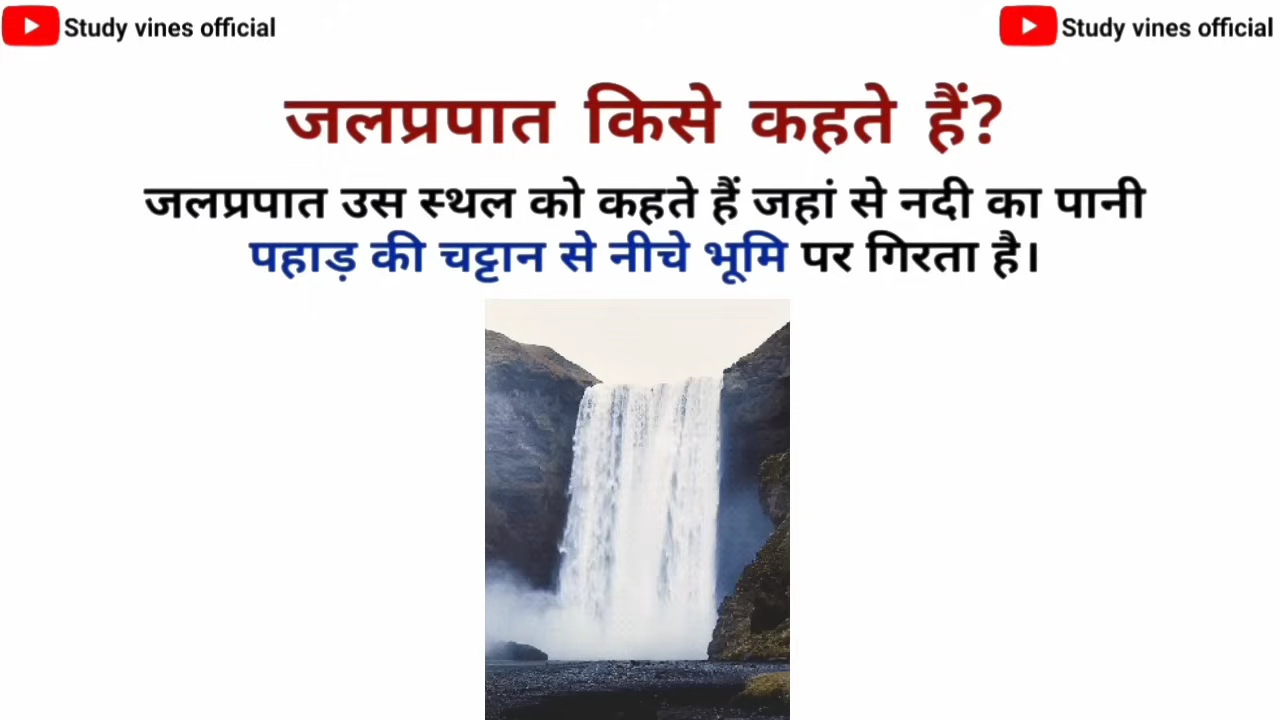 Study vines official
Study vines official
जलप्रपात किसे कहते हैं?
जलप्रपात उस स्थल को कहते हैं जहां से नदी का पानी
पहाड़ की चट्टान से नीचे भूमि पर गिरता है।